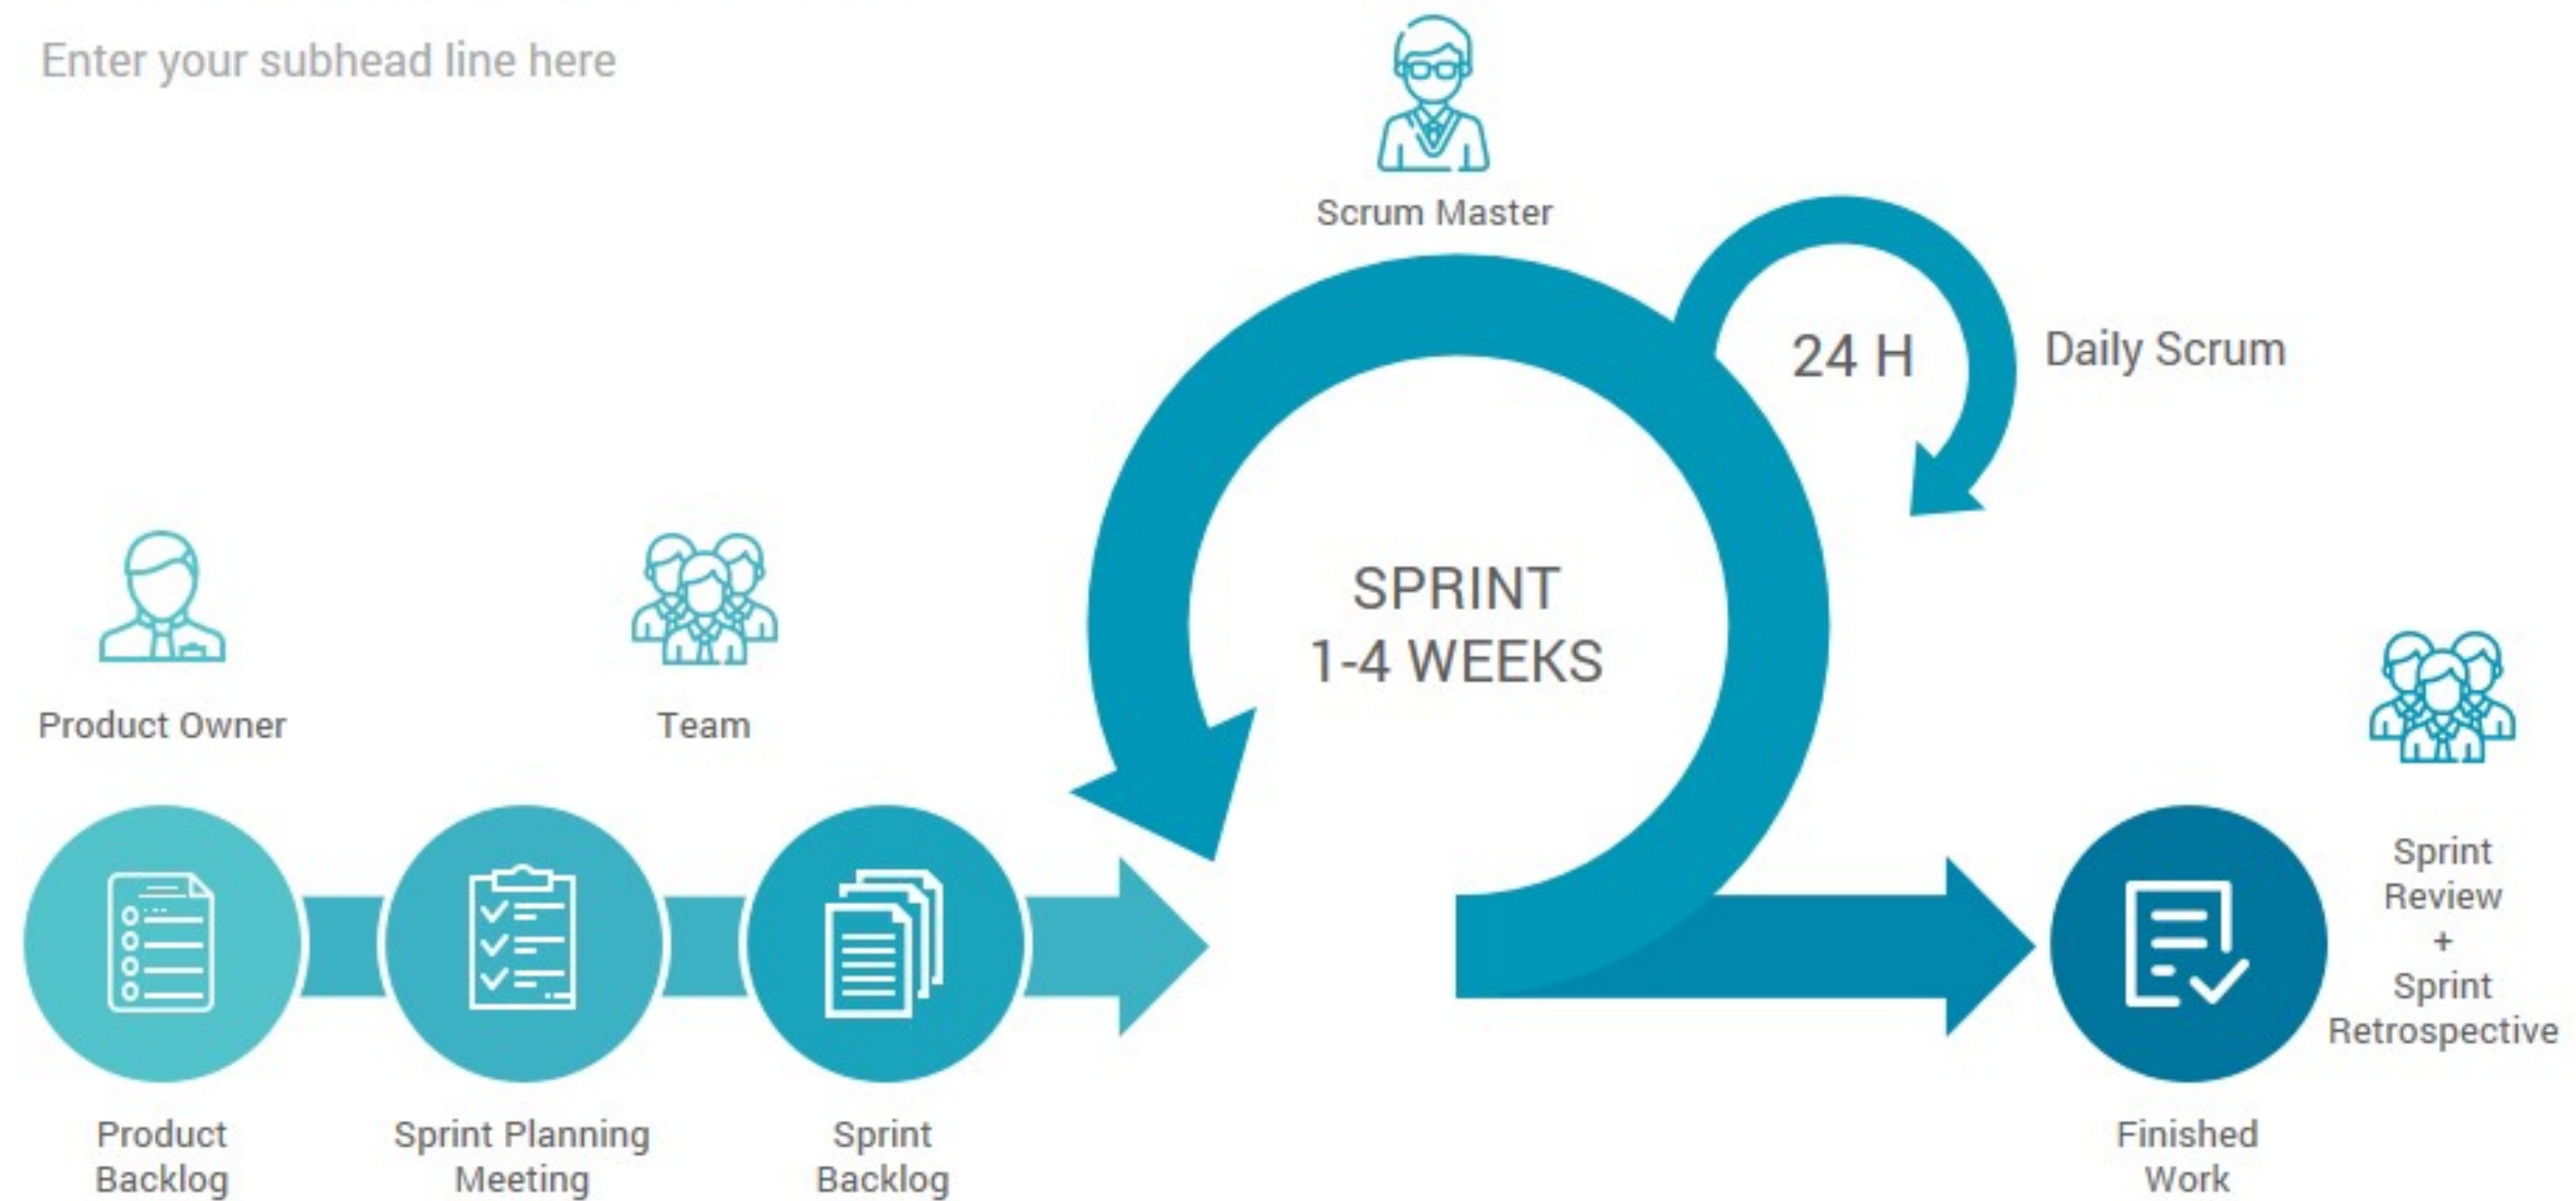 Enter your subhead line here
Scrum Master
24 H
Daily Scrum
SPRINT
1-4 WEEKS
Product Owner
Team
Sprint
Review
+
Sprint
Retrospective
Product
Backlog
Sprint Planning
Meeting
Sprint
Backlog
Finished
Work